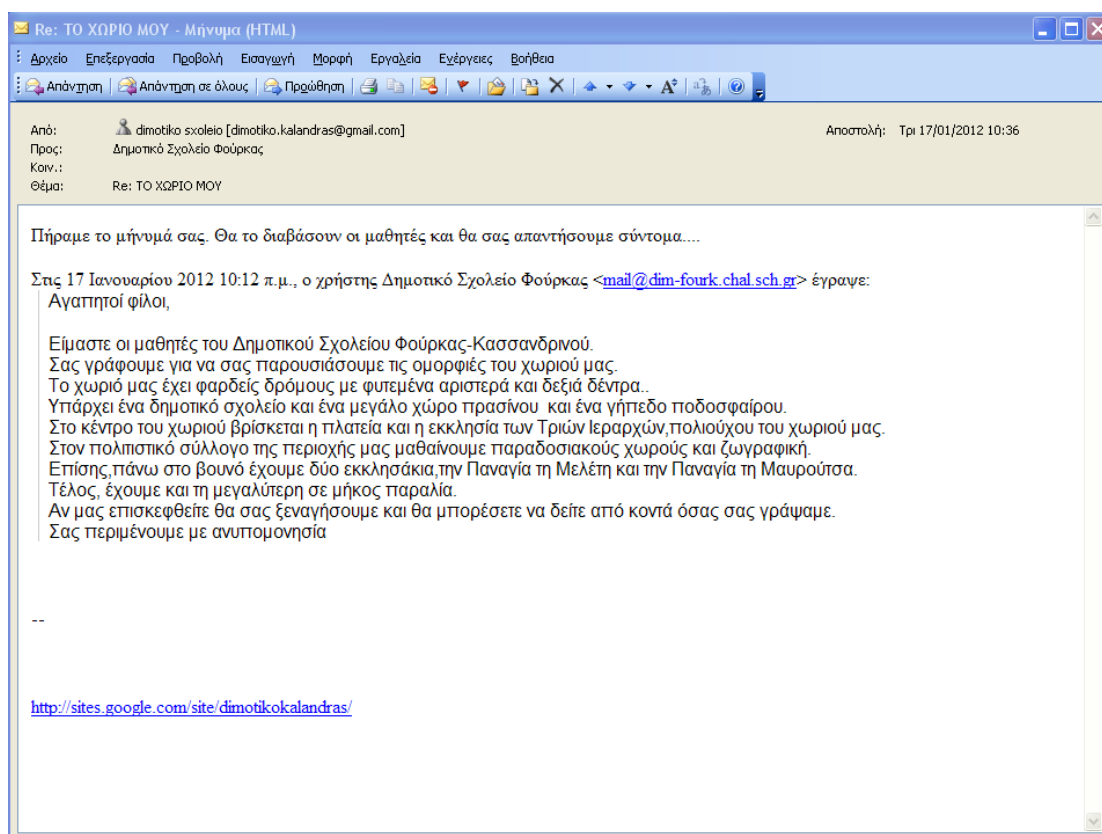 Re: ΤΟ ΧΩΡΙΟ ΜΟΥ - Μήνυμα (HTML)
Αρχείο Επεξεργασία Προβολή Εισαγωγή Μορφή Εργαλεία Ενέργειες Βοήθεια
Απάντηση Απάντηση σε όλους Προώθηση
Από: dimotiko sxoleio [dimotiko.kalandras@gmail.com] Αποστολή: Τρι 17/01/2012 10:36
Προς: Δημοτικό Σχολείο Φούρκας
Κοιν.:
Θέμα: Re: ΤΟ ΧΩΡΙΟ ΜΟΥ
Πήραμε το μήνυμά σας. Θα το διαβάσουν οι μαθητές και θα σας απαντήσουμε σύντομα....
Στις 17 Ιανουαρίου 2012 10:12 π.μ., ο χρήστης Δημοτικό Σχολείο Φούρκας <mail@dim-fourk.chal.sch.gr> έγραψε:
Αγαπητοί φίλοι,
Είμαστε οι μαθητές του Δημοτικού Σχολείου Φούρκας-Κασσανδρινού.
Σας γράφουμε για να σας παρουσιάσουμε τις ομορφιές του χωριού μας.
Το χωριό μας έχει φαρδείς δρόμους με φυτεμένα αριστερά και δεξιά δέντρα..
Υπάρχει ένα δημοτικό σχολείο και ένα μεγάλο χώρο πρασίνου και ένα γήπεδο ποδοσφαίρου.
Στο κέντρο του χωριού βρίσκεται η πλατεία και η εκκλησία των Τριών Ιεραρχών,πολιούχου του χωριού μας.
Στον πολιτιστικό σύλλογο της περιοχής μας μαθαίνουμε παραδοσιακούς χωρούς και ζωγραφική.
Επίσης,πάνω στο βουνό έχουμε δύο εκκλησάκια,την Παναγία τη Μελέτη και την Παναγία τη Μαυρούτσα.
Τέλος, έχουμε και τη μεγαλύτερη σε μήκος παραλία.
Αν μας επισκεφθείτε θα σας ξεναγήσουμε και θα μπορέσετε να δείτε από κοντά όσας σας γράψαμε.
Σας περιμένουμε με ανυπομονησία
--
http://sites.google.com/site/dimotikokalandras/